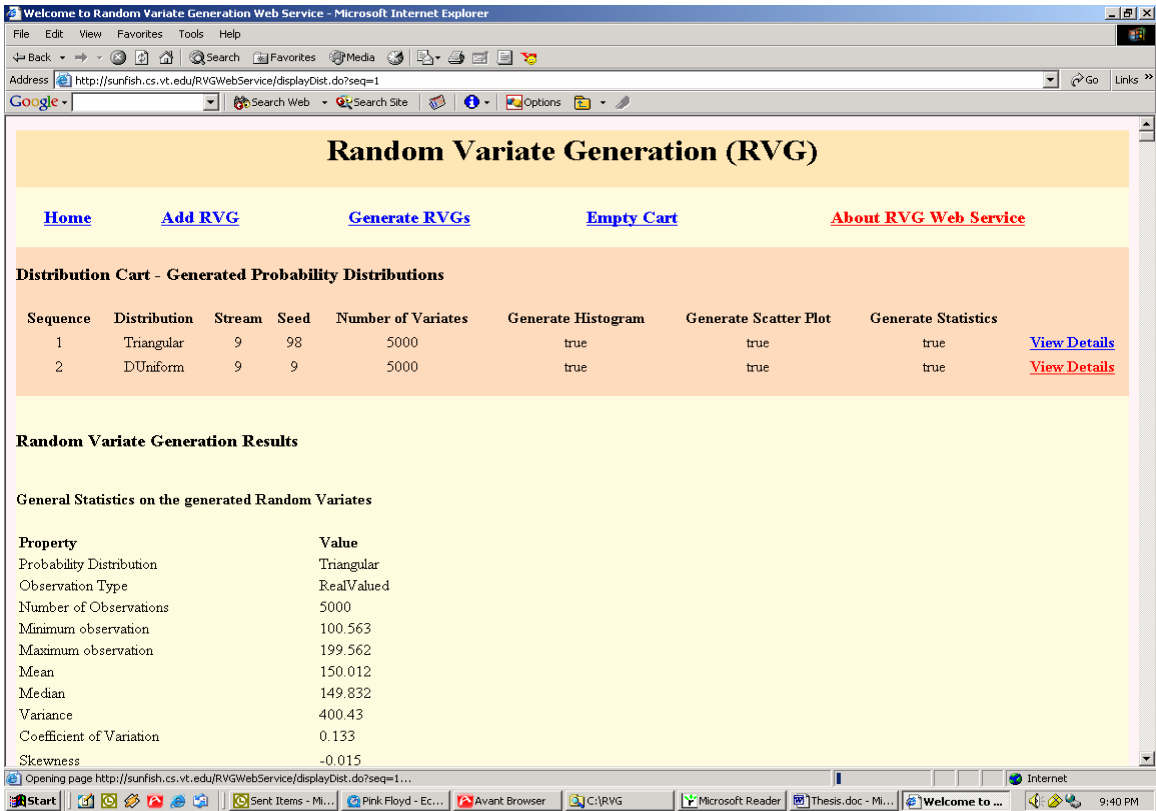 Welcome to Random Variate Generation Web Service - Microsoft Internet Explorer
File Edit View Favorites Tools Help
Back Search Favorites Media
Address http://sunfish.cs.vt.edu/RVGWebService/displayDist.do?seq=1 Go Links »
Google Search Web Search Site Options
Random Variate Generation (RVG)
Home Add RVG Generate RVGs Empty Cart About RVG Web Service
Distribution Cart - Generated Probability Distributions
Sequence Distribution Stream Seed Number of Variates Generate Histogram Generate Scatter Plot Generate Statistics
1 Triangular 9 98 5000 true true true View Details
2 DUniform 9 9 5000 true true true View Details
Random Variate Generation Results
General Statistics on the generated Random Variates
Property Value
Probability Distribution Triangular
Observation Type RealValued
Number of Observations 5000
Minimum observation 100.563
Maximum observation 199.562
Mean 150.012
Median 149.832
Variance 400.43
Coefficient of Variation 0.133
Skewness -0.015
Opening page http://sunfish.cs.vt.edu/RVGWebService/displayDist.do?seq=1... Internet
Start Sent Items - Mi... Pink Floyd - Ec... Avant Browser C:\RVG Microsoft Reader Thesis.doc - Mi... Welcome to ... 9:40 PM